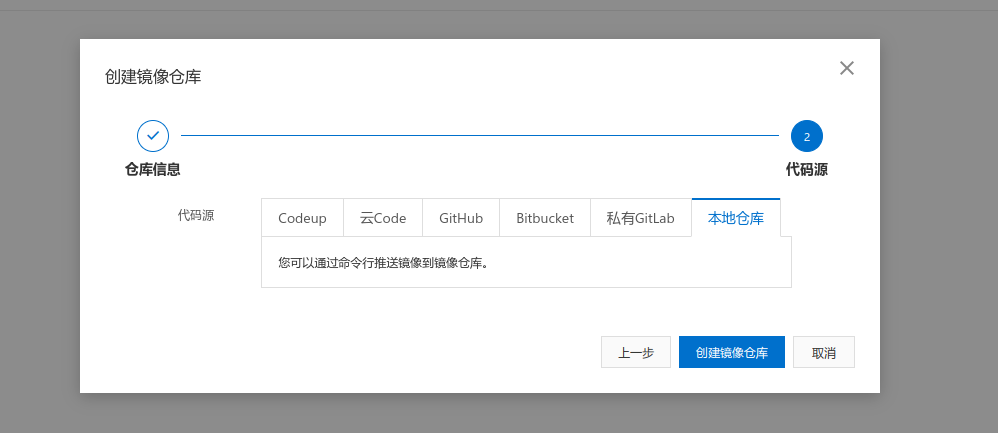 创建镜像仓库
2
仓库信息 代码源
代码源 Codeup 云Code GitHub Bitbucket 私有GitLab 本地仓库
您可以通过命令行推送镜像到镜像仓库。
上一步 创建镜像仓库 取消